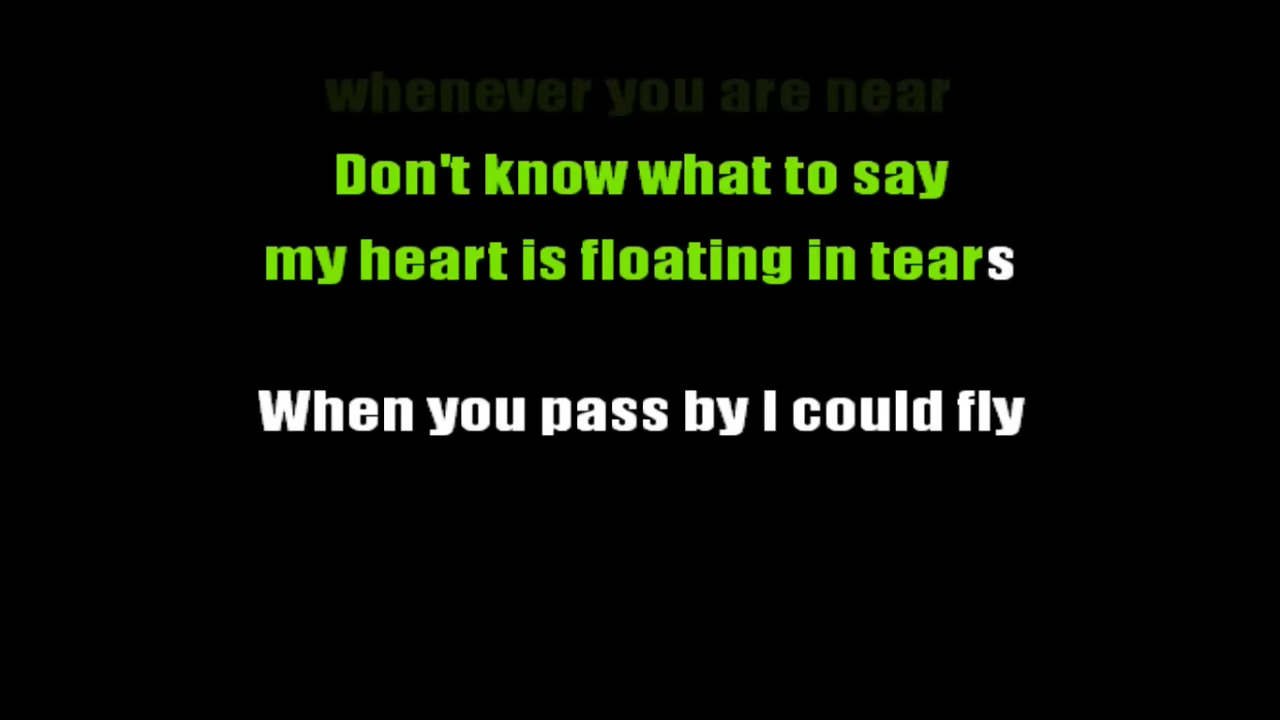 whenever you are near
Don't know what to say
my heart is floating in tears
When you pass by I could fly